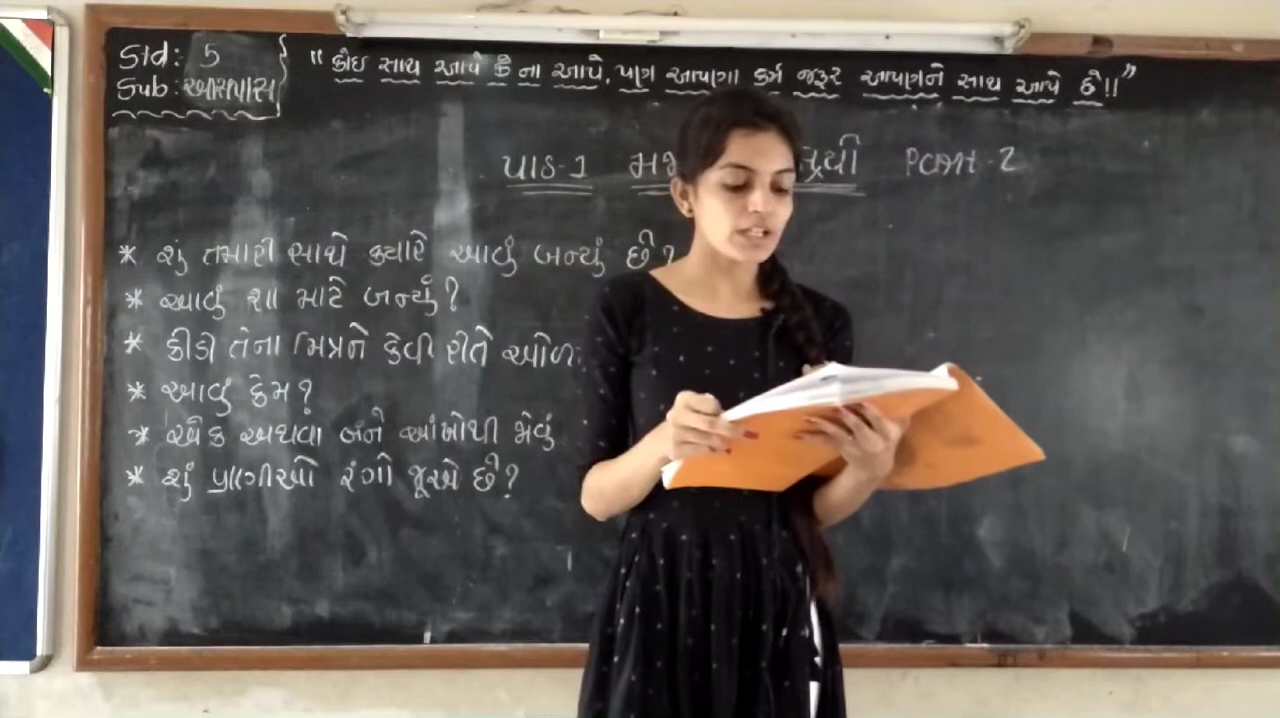 Std: 5
Sub: આસપાસ
“કોઇ સાથ આપે કે ના આપે, પણ આપણા કર્મ જરૂર આપણને સાથ આપે છે!!”
પાઠ-1 Part-2
* શું તમારી સાથે ક્યારે આવું બન્યું છે?
* આવું શા માટે બન્યું?
* કીડી તેના મિત્રને કેવી રીતે
* આવું કેમ?
* એક અથવા બંને આંખોથી જોવું
* શું પ્રાણીઓ રંગો જૂએ છે?